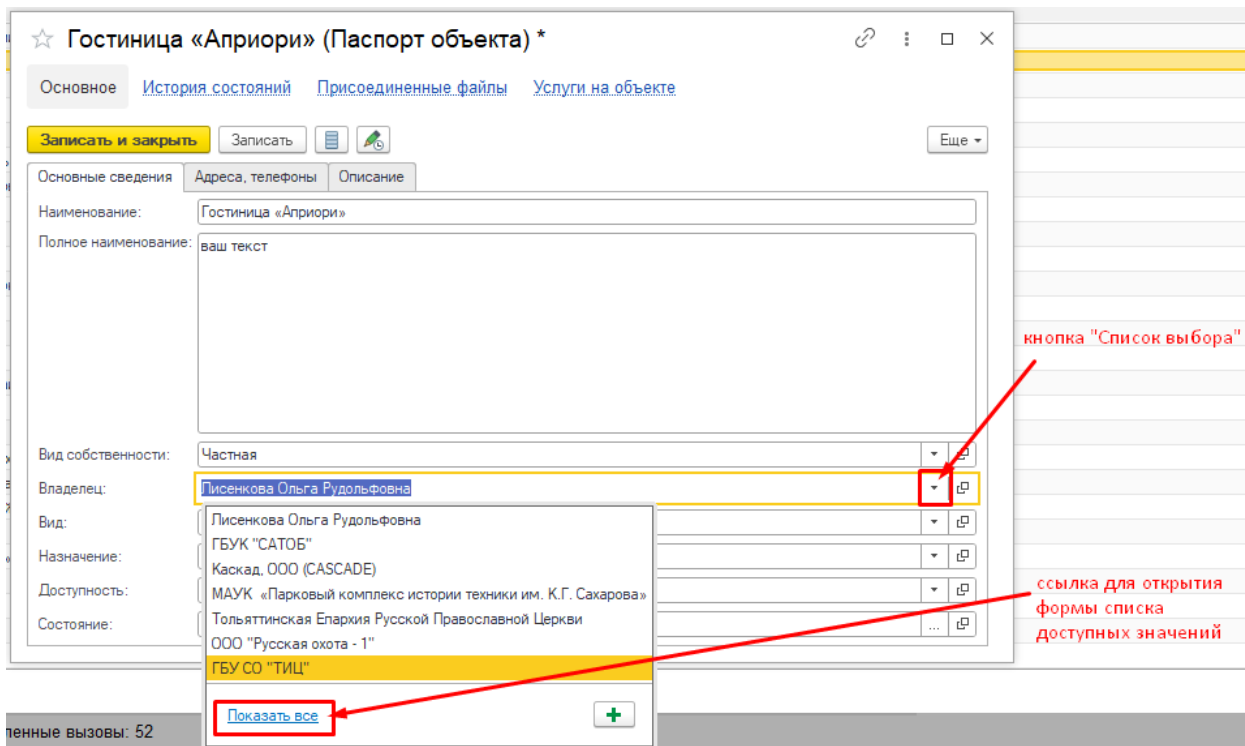 Гостиница «Априори» (Паспорт объекта) *
Основное История состояний Присоединенные файлы Услуги на объекте
Записать и закрыть Записать Еще
Основные сведения Адреса, телефоны Описание
Наименование: Гостиница «Априори»
Полное наименование: ваш текст
кнопка "Список выбора"
Вид собственности: Частная
Владелец: Лисенкова Ольга Рудольфовна
Вид:
Лисенкова Ольга Рудольфовна
ГБУК "САТОБ"
Назначение:
Каскад, ООО (CASCADE)
Доступность:
МАУК «Парковый комплекс истории техники им. К.Г. Сахарова»
ссылка для открытия
формы списка
доступных значений
Состояние:
Тольяттинская Епархия Русской Православной Церкви
ООО "Русская охота - 1"
ГБУ СО "ТИЦ"
Показать все
вызовы: 52